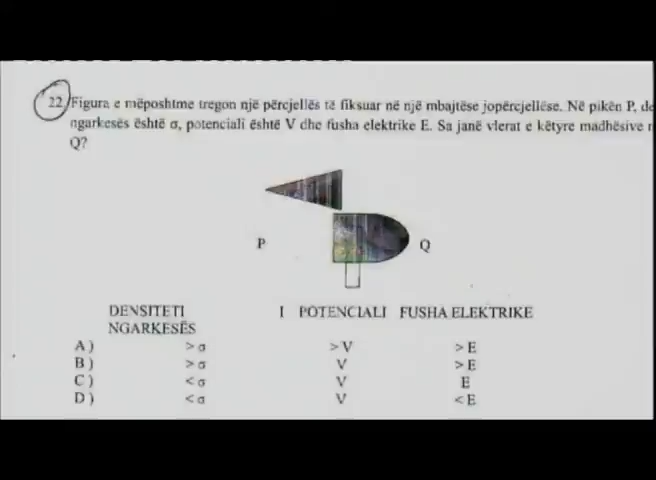 22. Figura e mëposhtme tregon një përcjellës të fiksuar në një mbajtëse jopërcjellëse. Në pikën P, de
ngarkesës është σ, potenciali është V dhe fusha elektrike E. Sa janë vlerat e këtyre madhësive n
Q?
P
Q
DENSITETI I POTENCIALI FUSHA ELEKTRIKE
NGARKESËS
A) >σ >V >E
B) >σ V >E
C) <σ V E
D) <σ V <E